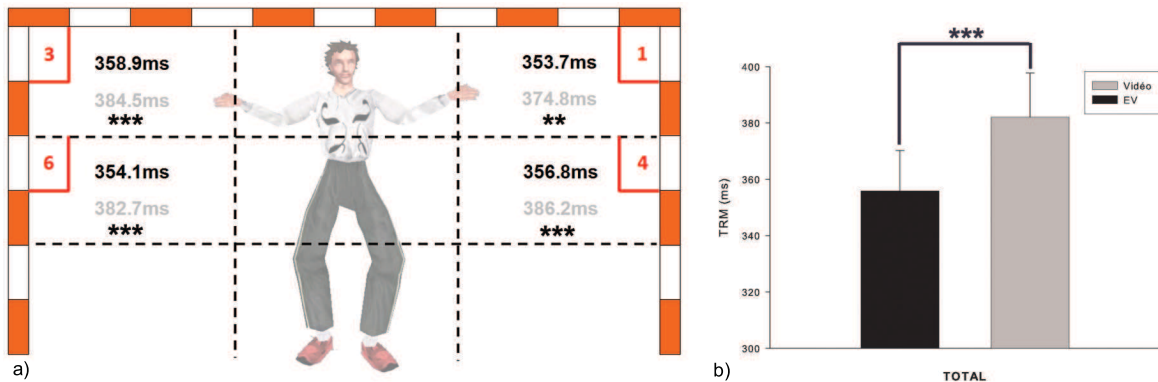 3
358.9ms
384.5ms
***
353.7ms
374.8ms
**
1
6
354.1ms
382.7ms
***
356.8ms
386.2ms
***
4
a)
***
400
380
360
340
320
300
TRM (ms)
Vidéo
EV
TOTAL
b)